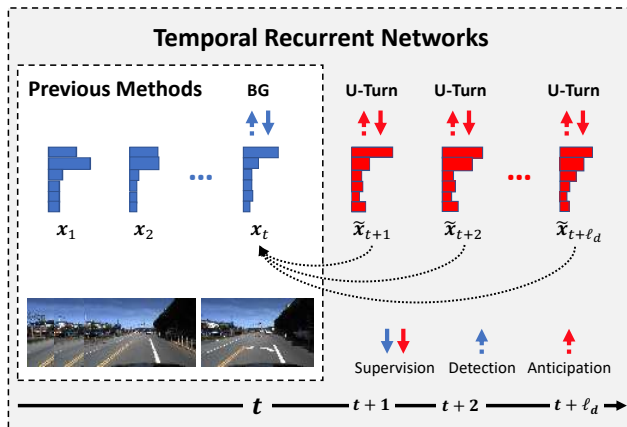 Temporal Recurrent Networks
Previous Methods BG U-Turn U-Turn U-Turn
... ...
x₁ x₂ xₜ x̃ₜ₊₁ x̃ₜ₊₂ x̃ₜ₊ℓd
Supervision Detection Anticipation
t t + 1 t + 2 t + ℓd